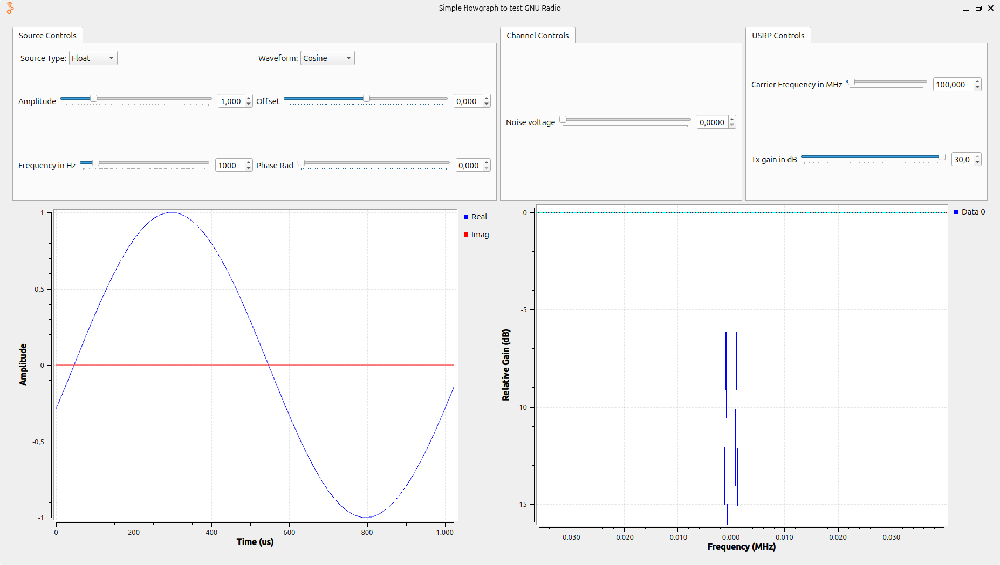 Simple flowgraph to test GNU Radio
Source Controls
Source Type: Float
Waveform: Cosine
Amplitude 1,000
Offset 0,000
Frequency in Hz 1000
Phase Rad 0,000
Channel Controls
Noise voltage 0,0000
USRP Controls
Carrier Frequency in MHz 100,000
Tx gain in dB 30,0
1
0,5
0
-0,5
-1
Amplitude
0 200 400 600 800 1.000
Time (us)
Real
Imag
0
-5
-10
-15
Relative Gain (dB)
-0.030 -0.020 -0.010 0.000 0.010 0.020 0.030
Frequency (MHz)
Data 0